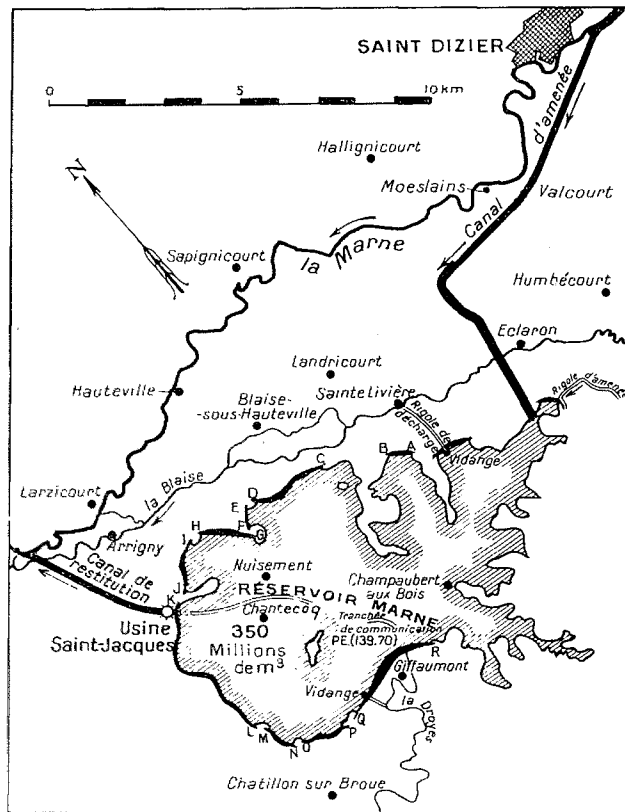 SAINT DIZIER
0 5 10 km
Canal d'amenée
Hallignicourt
Moeslains
Valcourt
N
la Marne
Sapignicourt
Humbécourt
Eclaron
Landricourt
Rigole d'amenée
Hauteville
Sainte Livière
Blaise-
sous-Hauteville
Rigole de
décharge
Vidange
B A
C
la Blaise
D
Larzicourt
E
F
G
H
I
Arrigny
Canal de
restitution
Nuisement
Champaubert
aux Bois
J
K
RÉSERVOIR MARNE
Chantecoq
Usine
Saint-Jacques
350
Millions
de m3
Tranchée
de communication
P.E.(139.70)
R
Giffaumont
Vidange
la Droyes
Q
L M
N O
P
Chatillon sur Broue